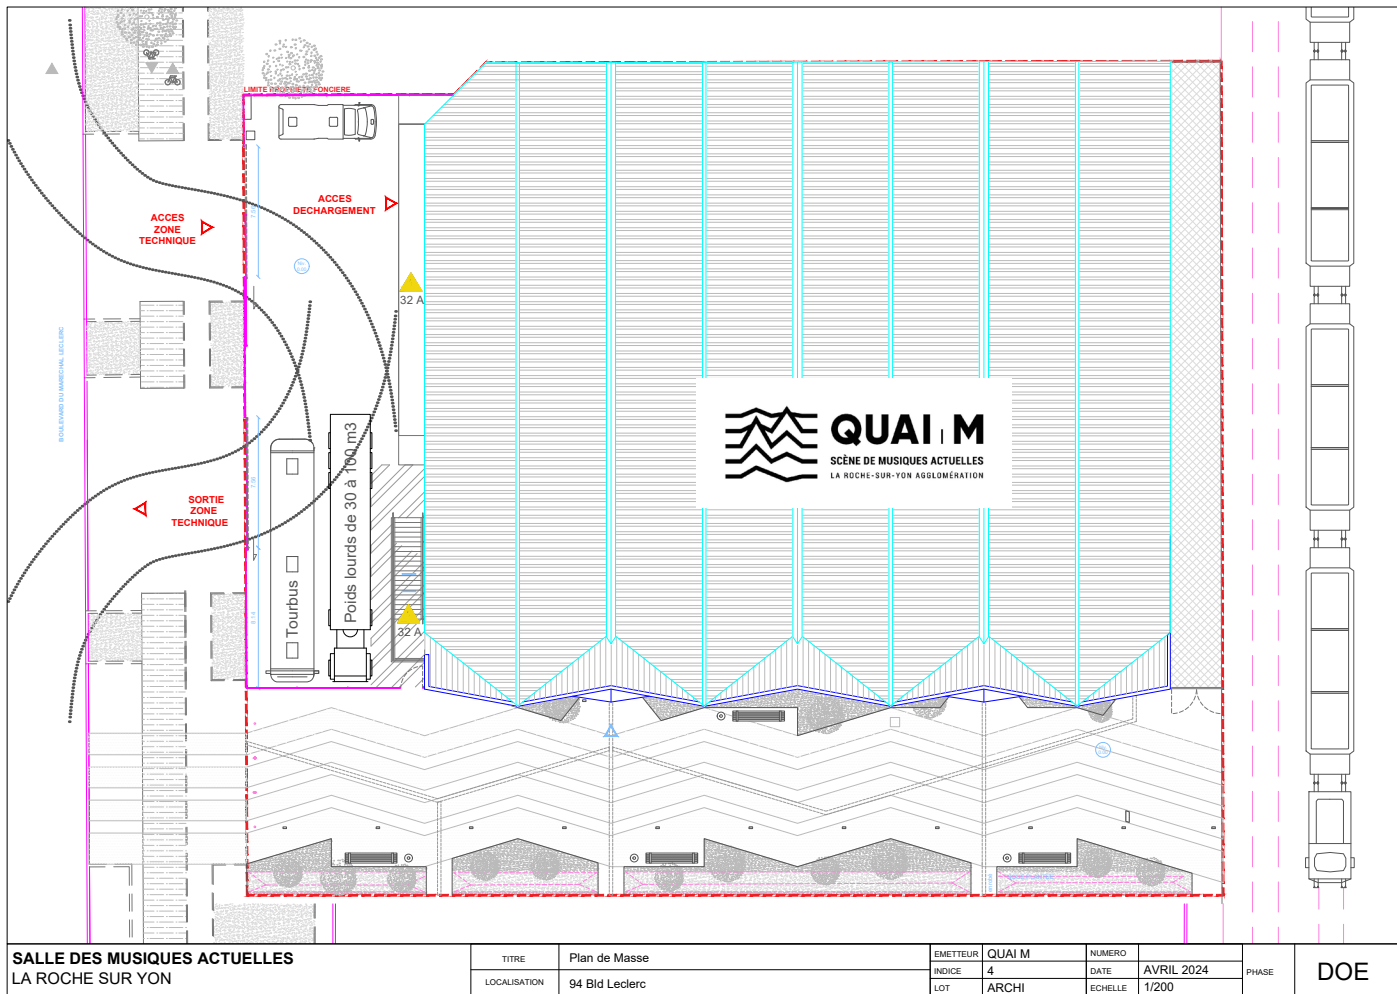 LIMITE PROPRIETE FONCIERE
ACCES
DECHARGEMENT
ACCES
ZONE
TECHNIQUE
32 A
BOULEVARD DU MARECHAL LECLERC
QUAI M
SCÈNE DE MUSIQUES ACTUELLES
LA ROCHE-SUR-YON AGGLOMÉRATION
SORTIE
ZONE
TECHNIQUE
Tourbus
Poids lourds de 30 à 100 m3
32 A
SALLE DES MUSIQUES ACTUELLES
LA ROCHE SUR YON
TITRE
Plan de Masse
LOCALISATION
94 Bld Leclerc
EMETTEUR
QUAI M
NUMERO
INDICE
4
DATE
AVRIL 2024
LOT
ARCHI
ECHELLE
1/200
PHASE
DOE